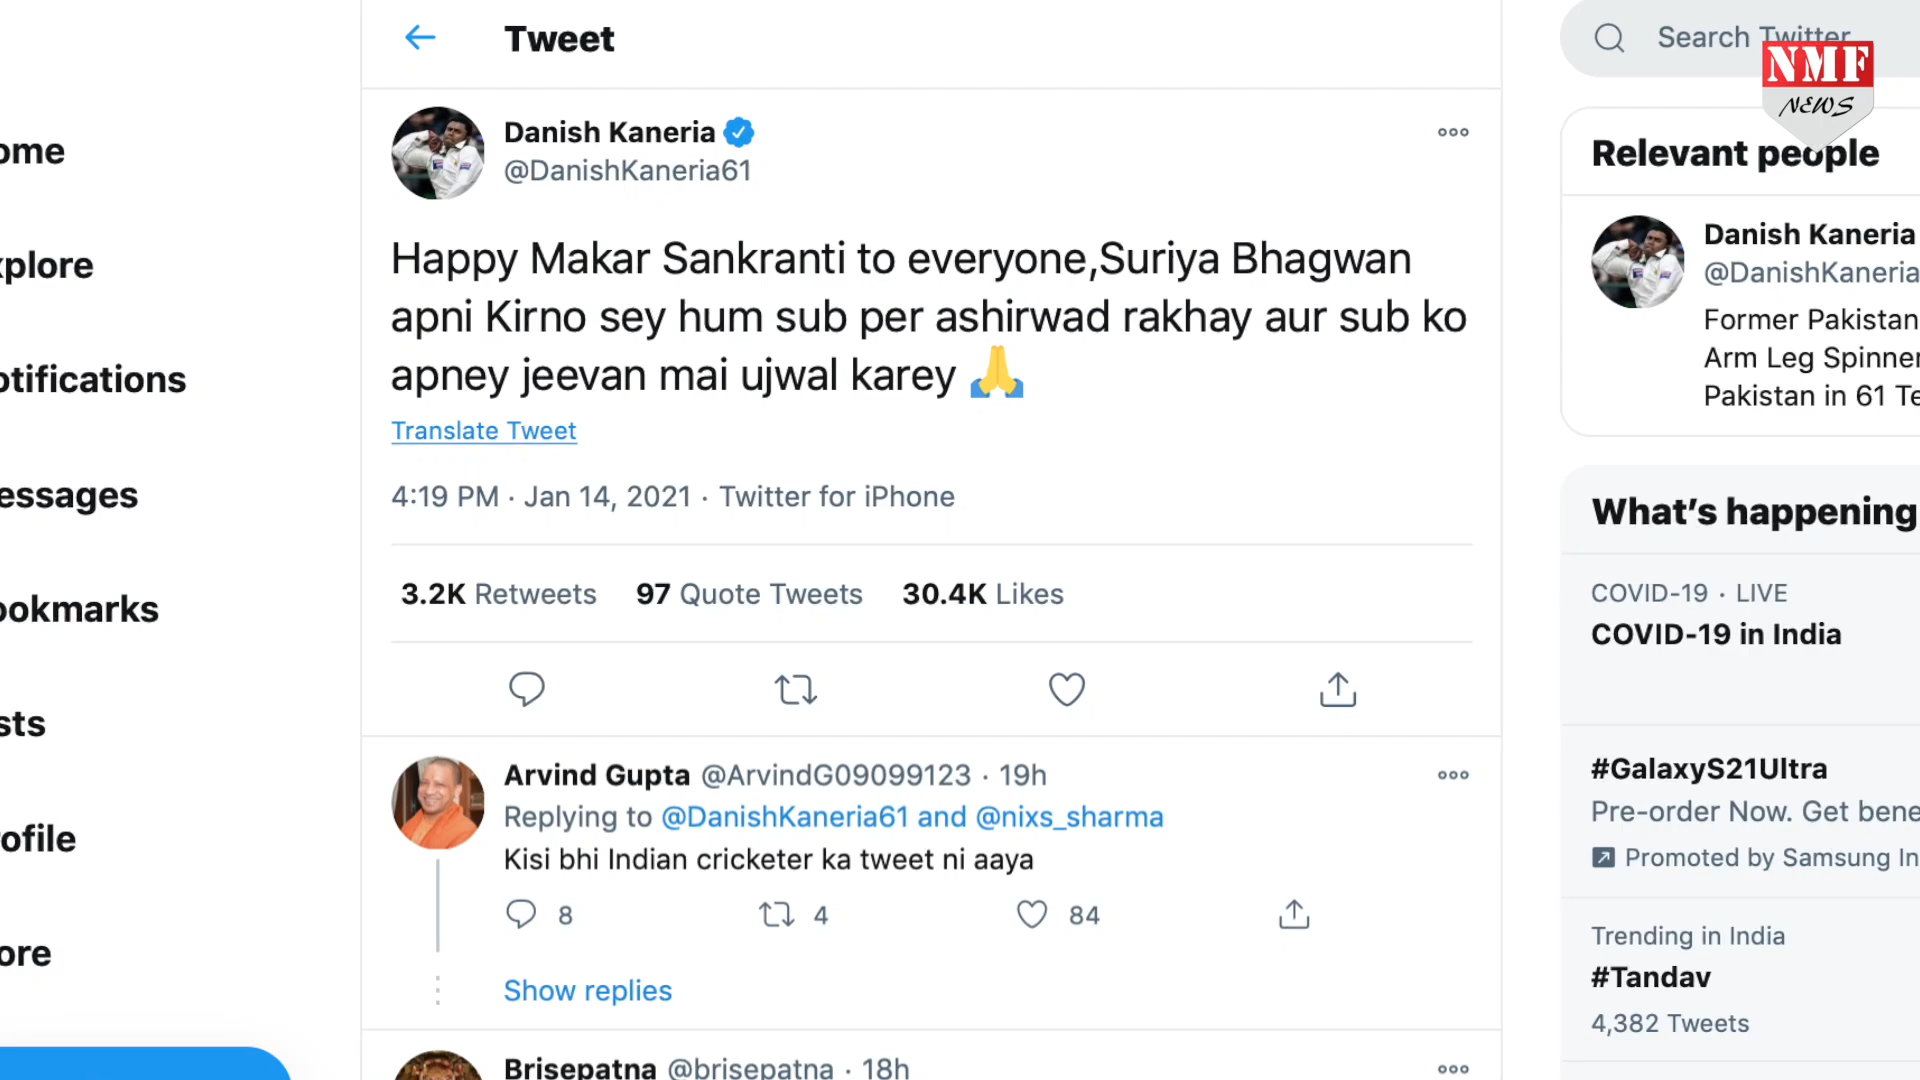 Tweet
Search Twitter
NMF
NEWS
ome
xplore
otifications
essages
ookmarks
sts
ofile
ore
Danish Kaneria
@DanishKaneria61
Happy Makar Sankranti to everyone,Suriya Bhagwan
apni Kirno sey hum sub per ashirwad rakhay aur sub ko
apney jeevan mai ujwal karey 🙏
Translate Tweet
4:19 PM · Jan 14, 2021 · Twitter for iPhone
3.2K Retweets 97 Quote Tweets 30.4K Likes
Arvind Gupta @ArvindG09099123 · 19h
Replying to @DanishKaneria61 and @nixs_sharma
Kisi bhi Indian cricketer ka tweet ni aaya
8 4 84
Show replies
Brisepatna @brisepatna · 18h
Relevant people
Danish Kaneria
@DanishKaneria
Former Pakistan
Arm Leg Spinner
Pakistan in 61 Te
What's happening
COVID-19 · LIVE
COVID-19 in India
#GalaxyS21Ultra
Pre-order Now. Get bene
Promoted by Samsung In
Trending in India
#Tandav
4,382 Tweets